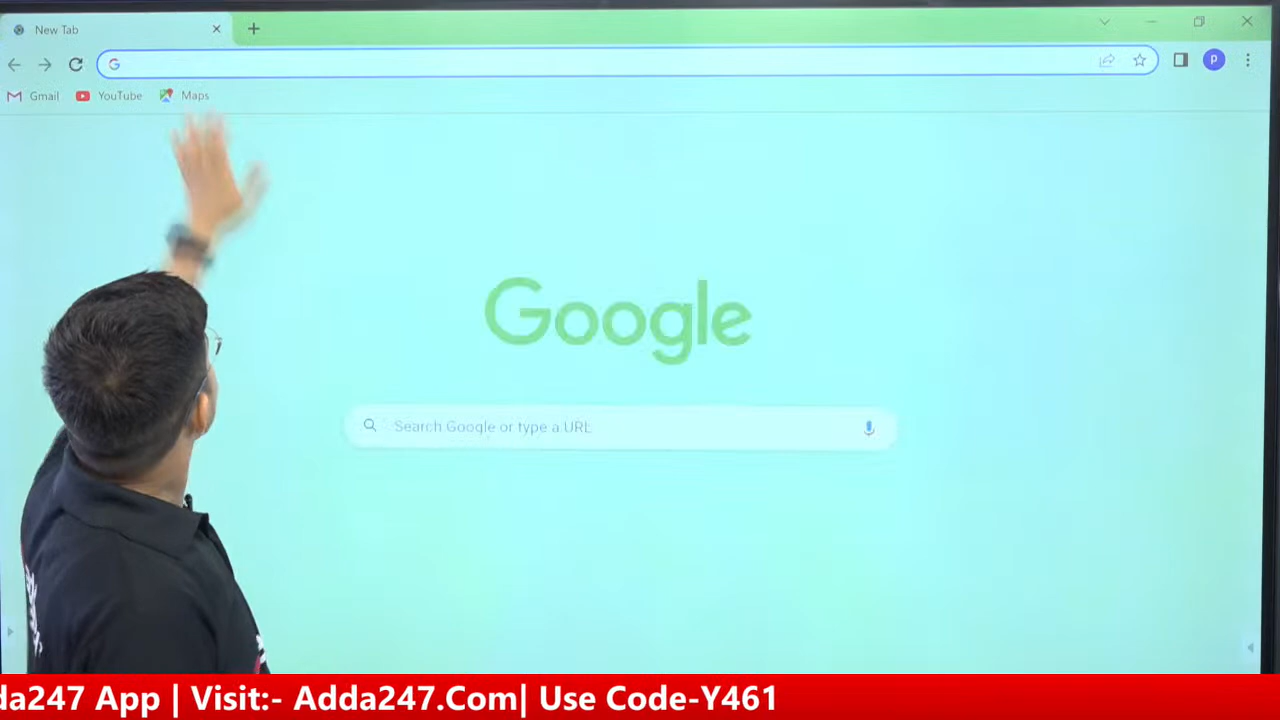 New Tab
Gmail YouTube Maps
Google
Search Google or type a URL
da247 App | Visit:- Adda247.Com| Use Code-Y461